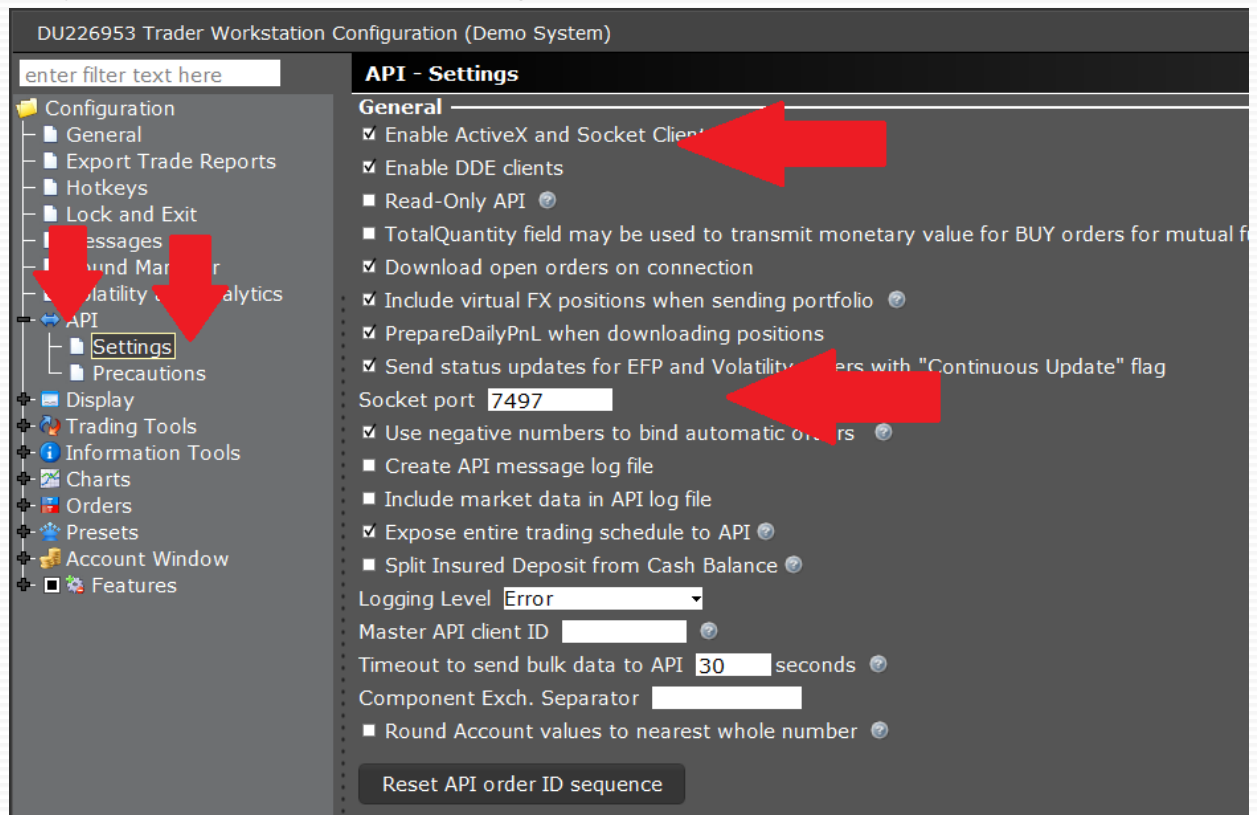 DU226953 Trader Workstation Configuration (Demo System)
enter filter text here
Configuration
General
Export Trade Reports
Hotkeys
Lock and Exit
API
Settings
Precautions
Display
Trading Tools
Information Tools
Charts
Orders
Presets
Account Window
Features
API - Settings
General
Enable ActiveX and Socket
Enable DDE clients
Read-Only API
TotalQuantity field may be used to transmit monetary value for BUY orders for mutual
Download open orders on connection
Include virtual FX positions when sending portfolio
PrepareDailyPnL when downloading positions
Send status updates for EFP and Volatility with "Continuous Update" flag
Socket port 7497
Use negative numbers to bind automatic
Create API message log file
Include market data in API log file
Expose entire trading schedule to API
Split Insured Deposit from Cash Balance
Logging Level Error
Master API client ID
Timeout to send bulk data to API 30 seconds
Component Exch. Separator
Round Account values to nearest whole number
Reset API order ID sequence